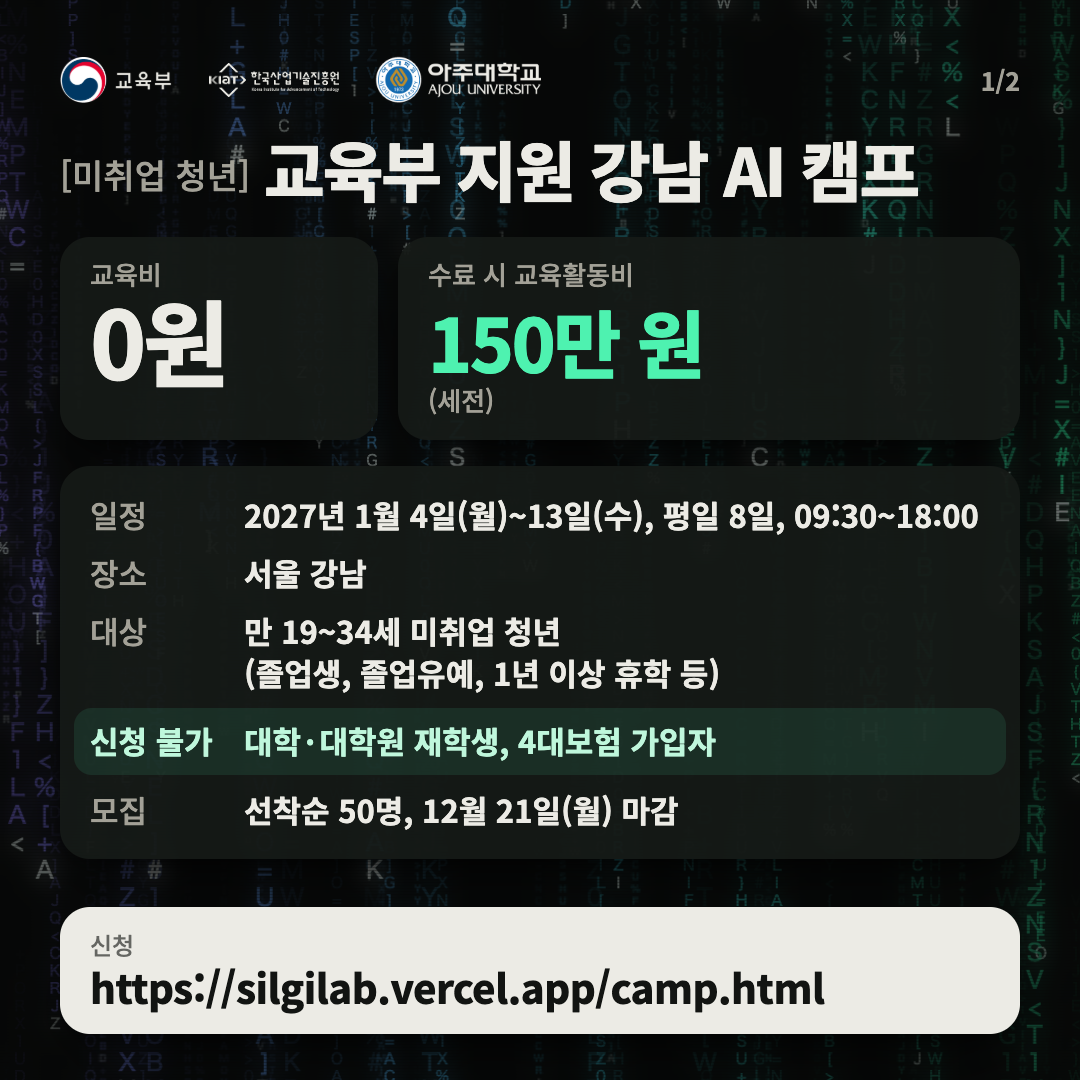 교육부
KIAT 한국산업기술진흥원
Korea Institute for Advancement of Technology
아주대학교
AJOU UNIVERSITY
1/2
[미취업 청년] 교육부 지원 강남 AI 캠프
교육비
0원
수료 시 교육활동비
150만 원
(세전)
일정 2027년 1월 4일(월)~13일(수), 평일 8일, 09:30~18:00
장소 서울 강남
대상 만 19~34세 미취업 청년
(졸업생, 졸업유예, 1년 이상 휴학 등)
신청 불가 대학·대학원 재학생, 4대보험 가입자
모집 선착순 50명, 12월 21일(월) 마감
신청
https://silgilab.vercel.app/camp.html